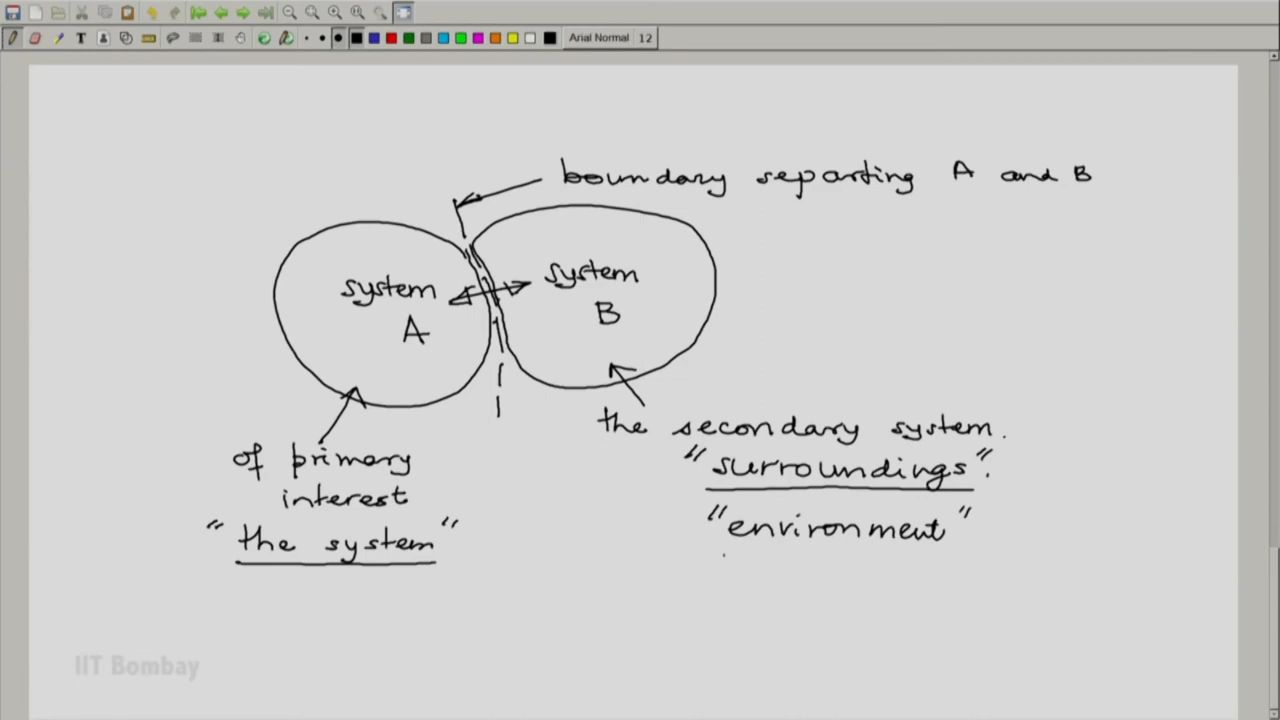 Arial Normal 12
boundary separting A and B
system
A
system
B
of primary
interest
"the system"
the secondary system.
"surroundings".
"environment"
IIT Bombay